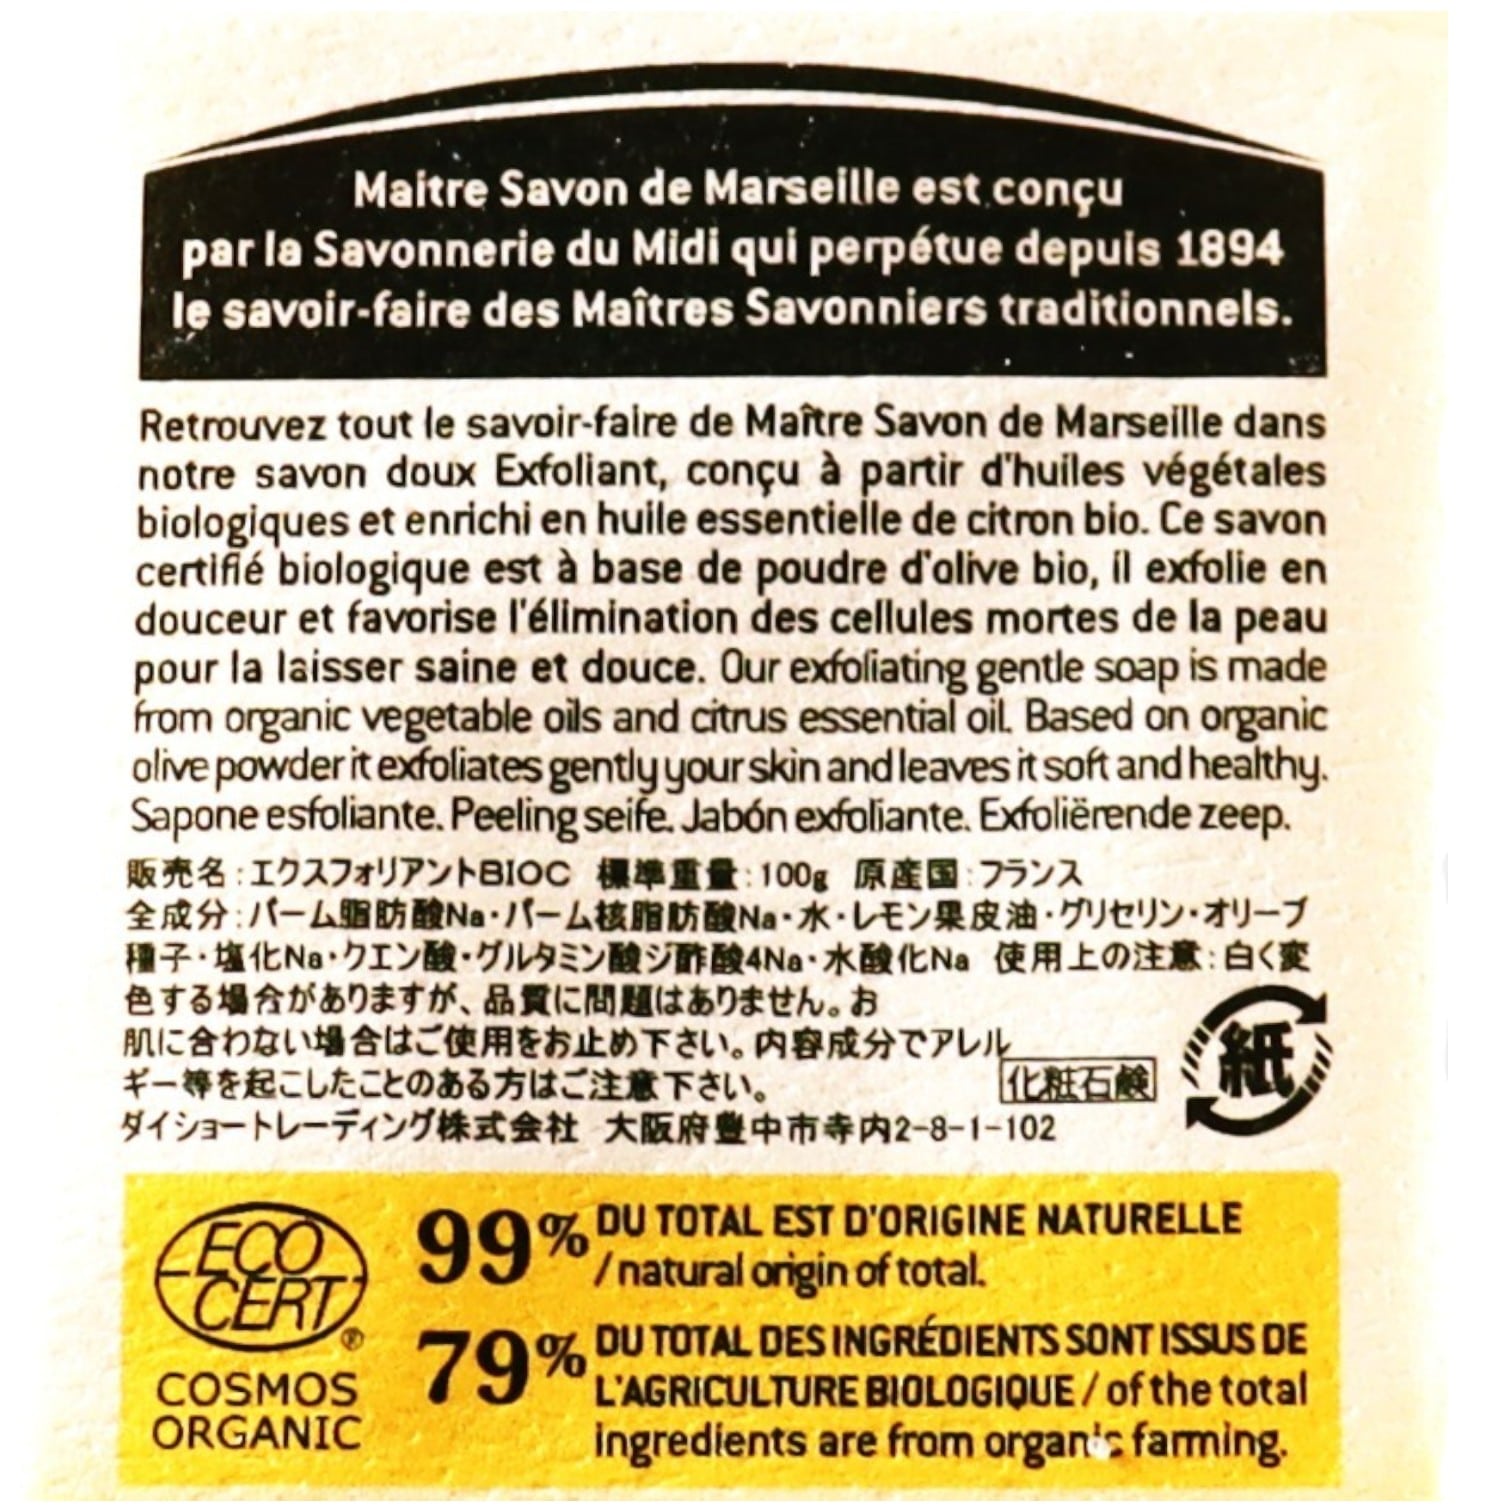 Maitre Savon de Marseille est conçu
par la Savonnerie du Midi qui perpétue depuis 1894
le savoir-faire des Maîtres Savonniers traditionnels.
Retrouvez tout le savoir-faire de Maître Savon de Marseille dans
notre savon doux Exfoliant, conçu à partir d'huiles végétales
biologiques et enrichi en huile essentielle de citron bio. Ce savon
certifié biologique est à base de poudre d'olive bio, il exfolie en
douceur et favorise l'élimination des cellules mortes de la peau
pour la laisser saine et douce. Our exfoliating gentle soap is made
from organic vegetable oils and citrus essential oil. Based on organic
olive powder it exfoliates gently your skin and leaves it soft and healthy.
Sapone esfoliante. Peeling seife. Jabón exfoliante. Exfoliërende zeep.
販売名:エクスフォリアントBIOC 標準重量:100g 原産国:フランス
全成分:パーム脂肪酸Na・パーム核脂肪酸Na・水・レモン果皮油・グリセリン・オリーブ
種子・塩化Na・クエン酸・グルタミン酸ジ酢酸4Na・水酸化Na 使用上の注意:白く変
色する場合がありますが、品質に問題はありません。お
肌に合わない場合はご使用をお止め下さい。内容成分でアレル
ギー等を起こしたことのある方はご注意下さい。
化粧石鹸
紙
ダイショートレーディング株式会社 大阪府豊中市寺内2-8-1-102
ECO
CERT®
COSMOS
ORGANIC
99% DU TOTAL EST D'ORIGINE NATURELLE
/ natural origin of total.
79% DU TOTAL DES INGRÉDIENTS SONT ISSUS DE
L'AGRICULTURE BIOLOGIQUE / of the total
ingredients are from organic farming.